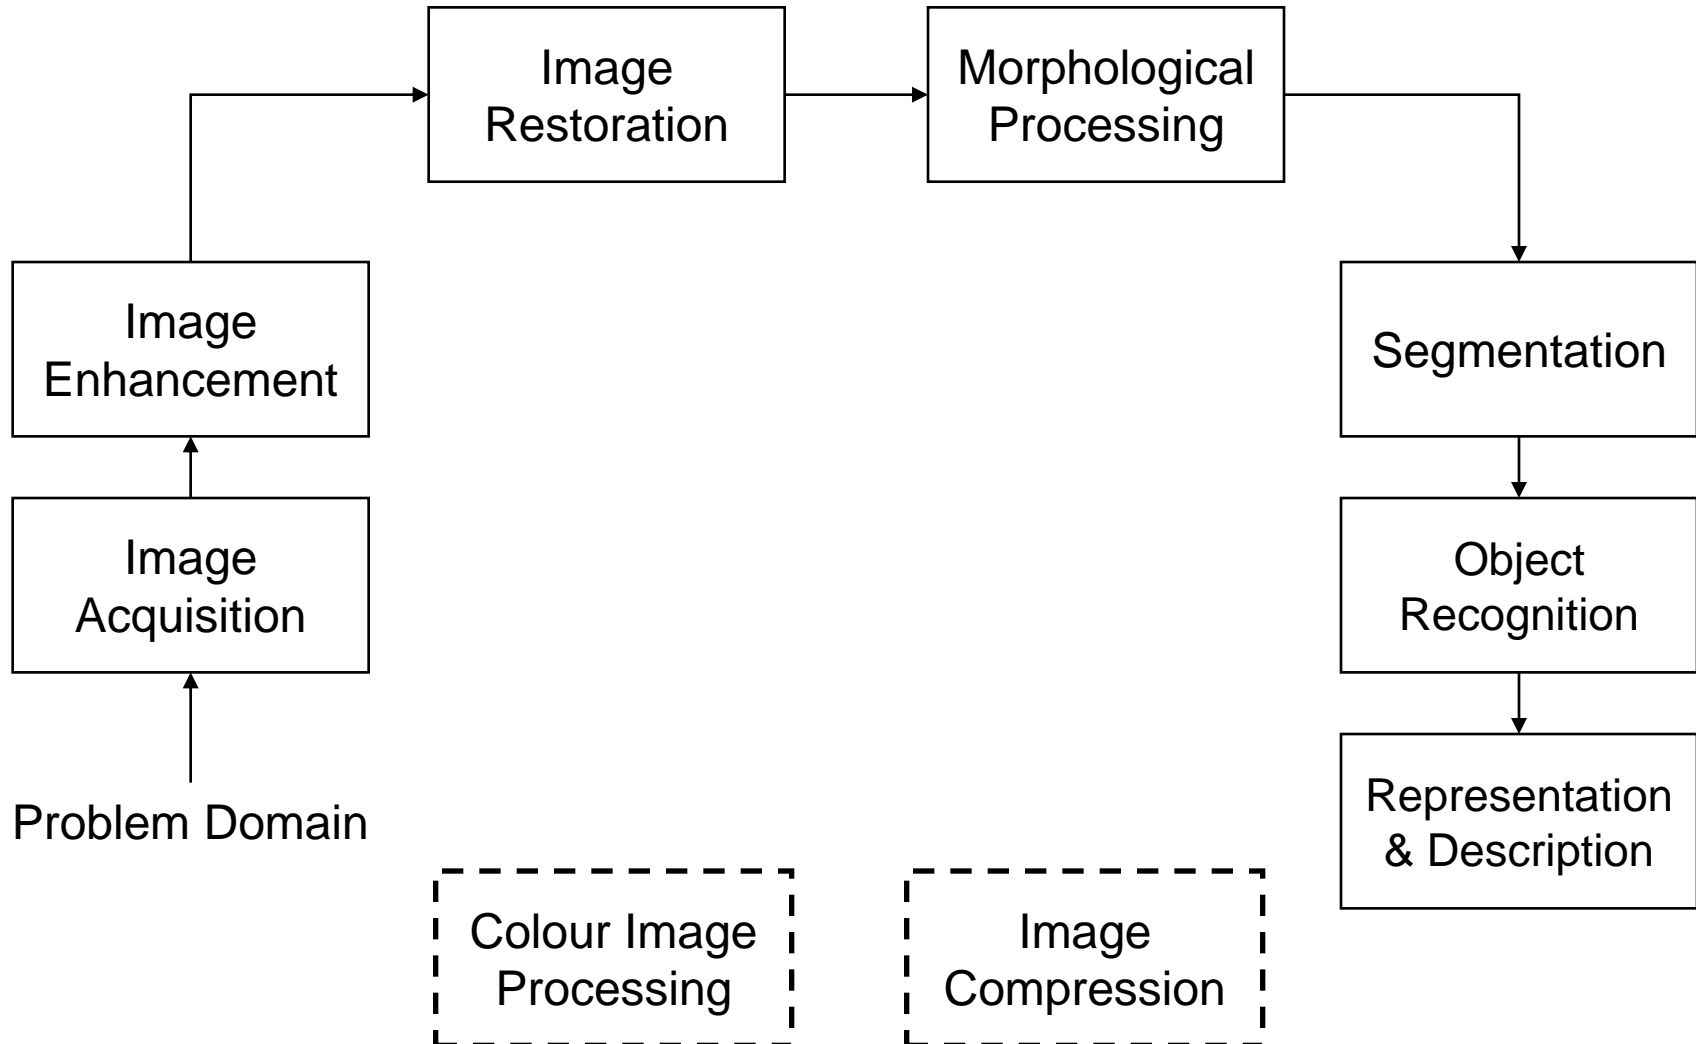 Image
Restoration
Morphological
Processing
Image
Enhancement
Segmentation
Image
Acquisition
Object
Recognition
Problem Domain
Representation
& Description
Colour Image
Processing
Image
Compression